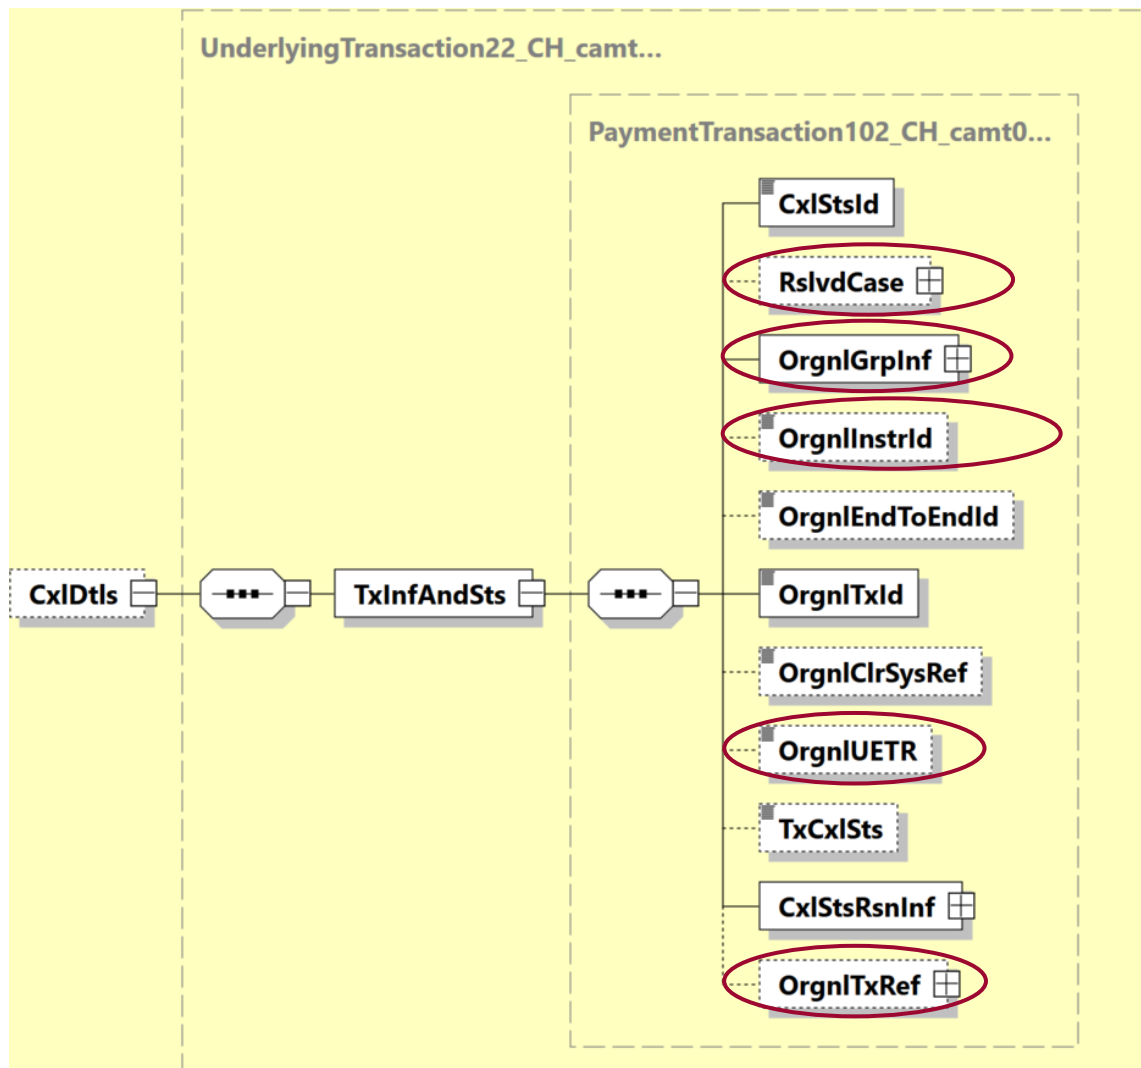 UnderlyingTransaction22_CH_camt...
PaymentTransaction102_CH_camt0...
CxlStsId
RslvdCase
OrgnlGrpInf
OrgnlInstrId
OrgnlEndToEndId
CxlDtls
TxInfAndSts
OrgnlTxId
OrgnlClrSysRef
OrgnlUETR
TxCxlSts
CxlStsRsnInf
OrgnlTxRef